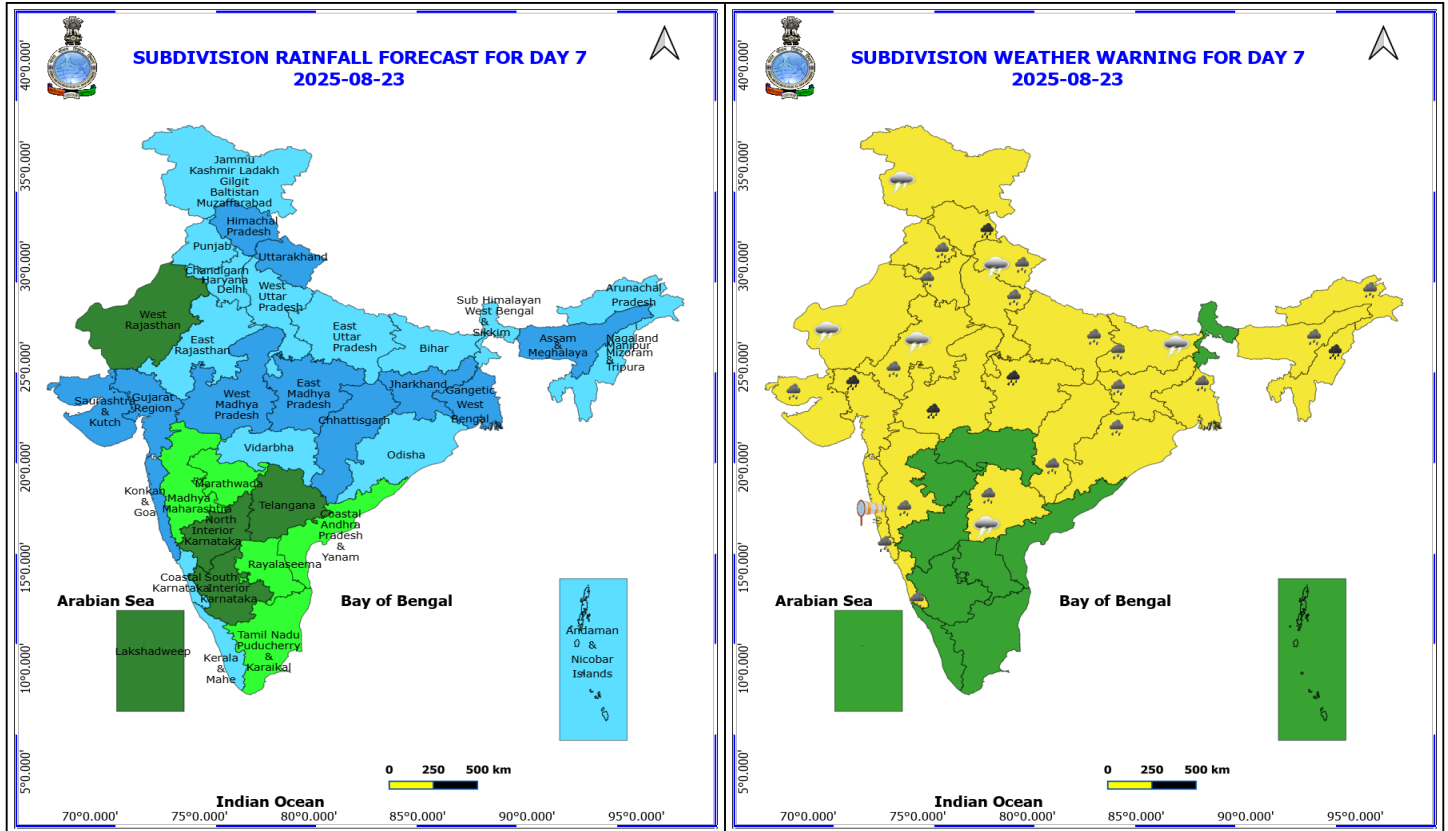 SUBDIVISION RAINFALL FORECAST FOR DAY 7
2025-08-23
40°0.000'
35°0.000'
30°0.000'
25°0.000'
20°0.000'
15°0.000'
10°0.000'
5°0.000'
Jammu
Kashmir Ladakh
Gilgit
Baltistan
Muzaffarabad
Himachal
Pradesh
Punjab
Uttarakhand
Chandigarh
Haryana
Delhi
West
Uttar
Pradesh
West
Rajasthan
East
Rajasthan
East
Uttar
Pradesh
Bihar
Sub Himalayan
West Bengal
&
Sikkim
Arunachal
Pradesh
Assam
&
Meghalaya
Nagaland
Manipur
Mizoram
&
Tripura
Saurashtra
&
Kutch
Gujarat
Region
West
Madhya
Pradesh
East
Madhya
Pradesh
Jharkhand
Gangetic
West
Bengal
Chhattisgarh
Vidarbha
Odisha
Konkan
&
Goa
Madhya
Maharashtra
Marathwada
Telangana
North
Interior
Karnataka
Coastal
Andhra
Pradesh
&
Yanam
Rayalaseema
Coastal
Karnataka
South
Interior
Karnataka
Arabian Sea
Bay of Bengal
Lakshadweep
Kerala
&
Mahe
Tamil Nadu
Puducherry
&
Karaikal
Andaman
&
Nicobar
Islands
0 250 500 km
Indian Ocean
70°0.000' 75°0.000' 80°0.000' 85°0.000' 90°0.000' 95°0.000'
SUBDIVISION WEATHER WARNING FOR DAY 7
2025-08-23
40°0.000'
35°0.000'
30°0.000'
25°0.000'
20°0.000'
15°0.000'
10°0.000'
5°0.000'
Arabian Sea
Bay of Bengal
0 250 500 km
Indian Ocean
70°0.000' 75°0.000' 80°0.000' 85°0.000' 90°0.000' 95°0.000'